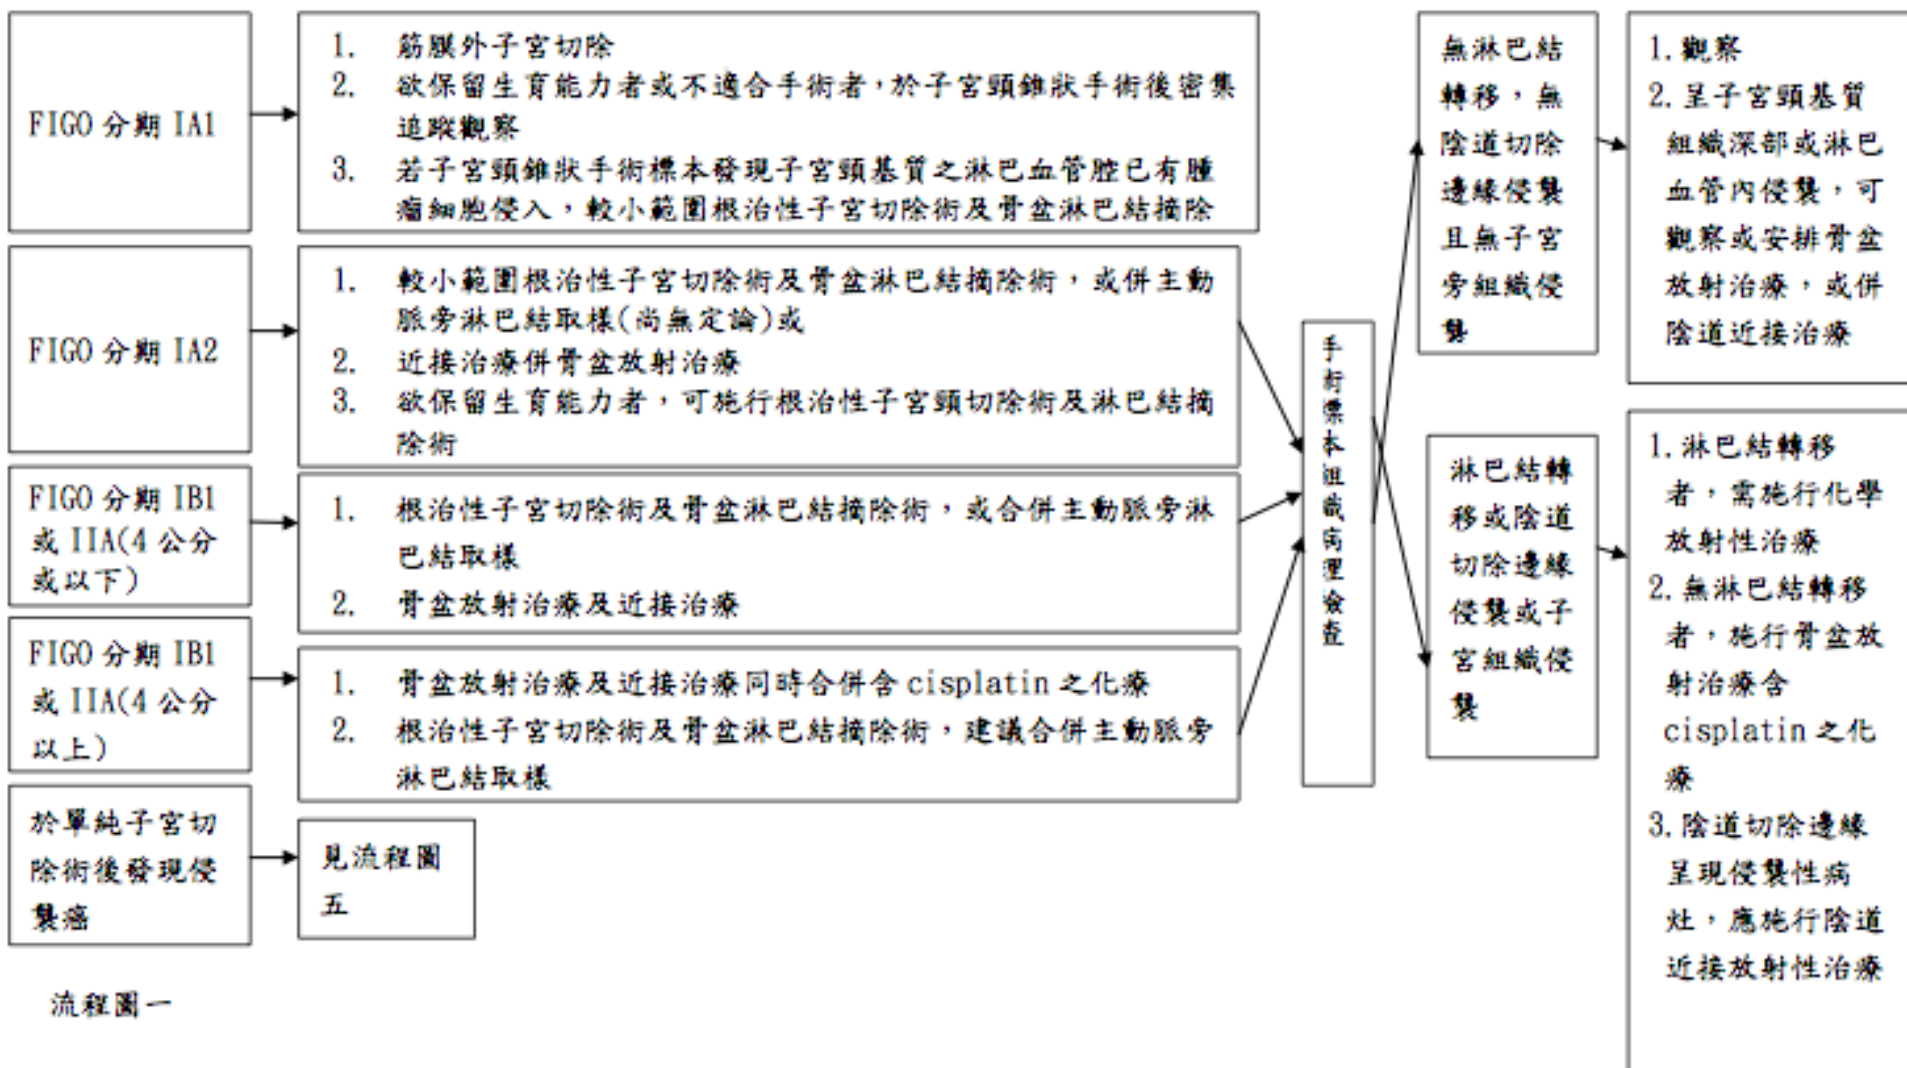 FIGO 分期 IA1
1. 筋膜外子宮切除
2. 欲保留生育能力者或不適合手術者，於子宮頸錐狀手術後密集
追蹤觀察
3. 若子宮頸錐狀手術標本發現子宮頸基質之淋巴血管腔已有腫
瘤細胞侵入，較小範圍根治性子宮切除術及骨盆淋巴結摘除
FIGO 分期 IA2
1. 較小範圍根治性子宮切除術及骨盆淋巴結摘除術，或併主動
脈旁淋巴結取樣(尚無定論)或
2. 近接治療併骨盆放射治療
3. 欲保留生育能力者，可施行根治性子宮頸切除術及淋巴結摘
除術
FIGO 分期 IB1
或 IIA(4 公分
或以下)
1. 根治性子宮切除術及骨盆淋巴結摘除術，或合併主動脈旁淋
巴結取樣
2. 骨盆放射治療及近接治療
FIGO 分期 IB1
或 IIA(4 公分
以上)
1. 骨盆放射治療及近接治療同時合併含 cisplatin 之化療
2. 根治性子宮切除術及骨盆淋巴結摘除術，建議合併主動脈旁
淋巴結取樣
於單純子宮切
除術後發現侵
襲癌
見流程圖
五
手術標本組織病理檢查
無淋巴結
轉移，無
陰道切除
邊緣侵襲
且無子宮
旁組織侵
襲
1. 觀察
2. 呈子宮頸基質
組織深部或淋巴
血管內侵襲，可
觀察或安排骨盆
放射治療，或併
陰道近接治療
淋巴結轉
移或陰道
切除邊緣
侵襲或子
宮組織侵
襲
1. 淋巴結轉移
者，需施行化學
放射性治療
2. 無淋巴結轉移
者，施行骨盆放
射治療含
cisplatin 之化
療
3. 陰道切除邊緣
呈現侵襲性病
灶，應施行陰道
近接放射性治療
流程圖一